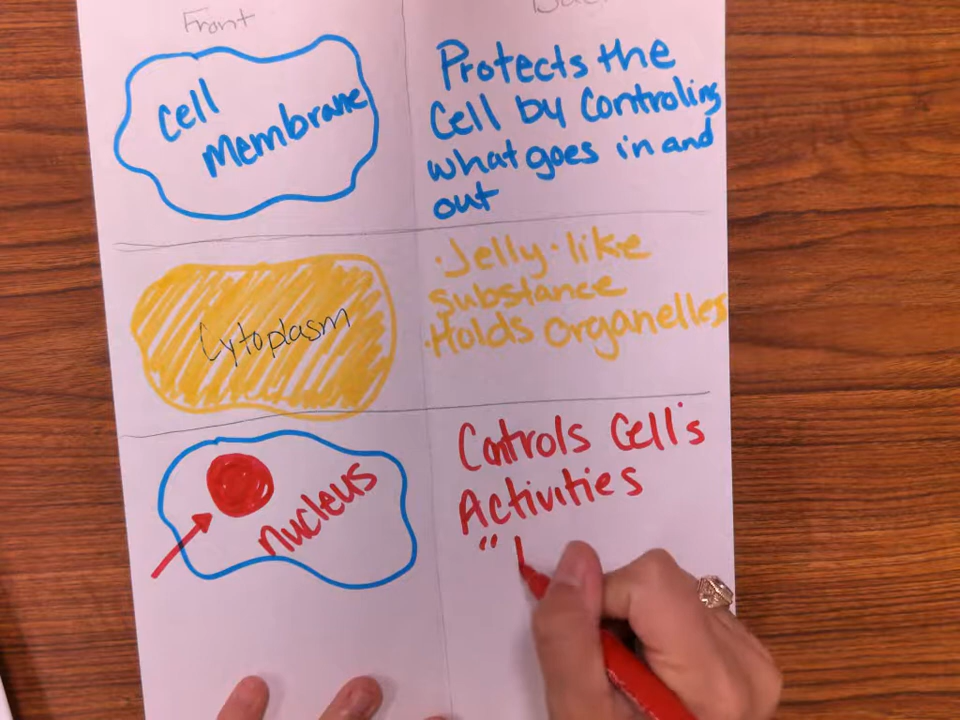 Front
Back
Cell
Membrane
Protects the
Cell by Controling
what goes in and
out
Cytoplasm
·Jelly·like
substance
·Holds Organelles
nucleus
Controls Cell's
Activities
"